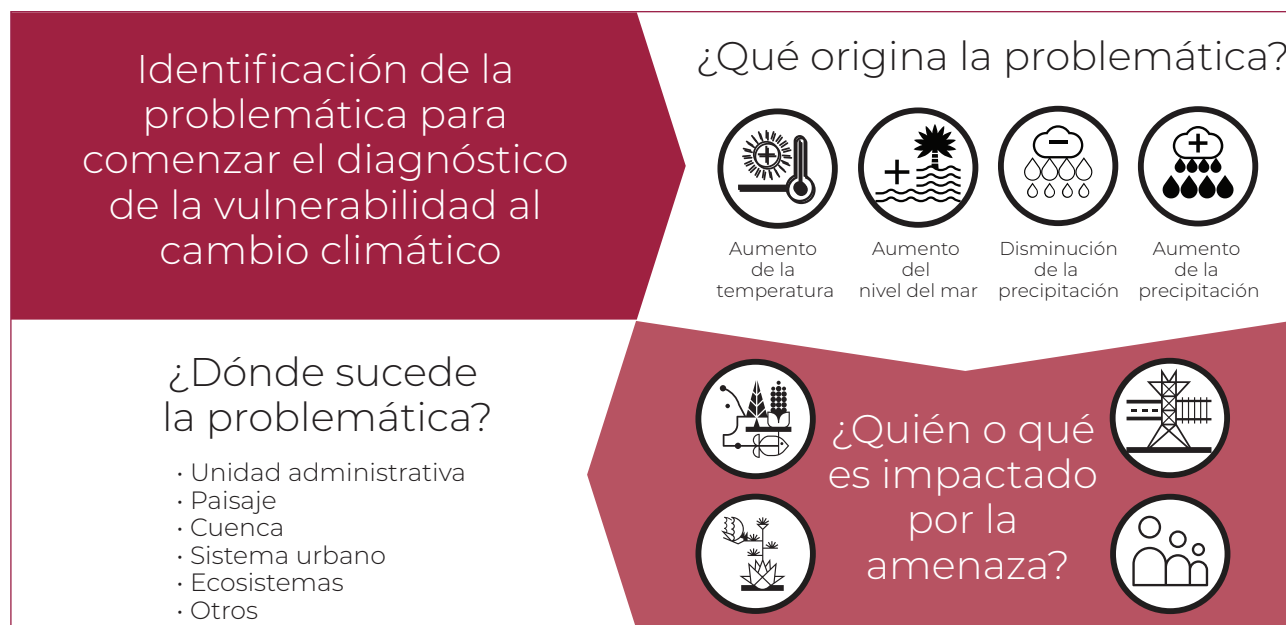 Identificación de la
problemática para
comenzar el diagnóstico
de la vulnerabilidad al
cambio climático
¿Qué origina la problemática?
Aumento
de la
temperatura
Aumento
del
nivel del mar
Disminución
de la
precipitación
Aumento
de la
precipitación
¿Quién o qué
es impactado
por la
amenaza?
¿Dónde sucede
la problemática?
· Unidad administrativa
· Paisaje
· Cuenca
· Sistema urbano
· Ecosistemas
· Otros